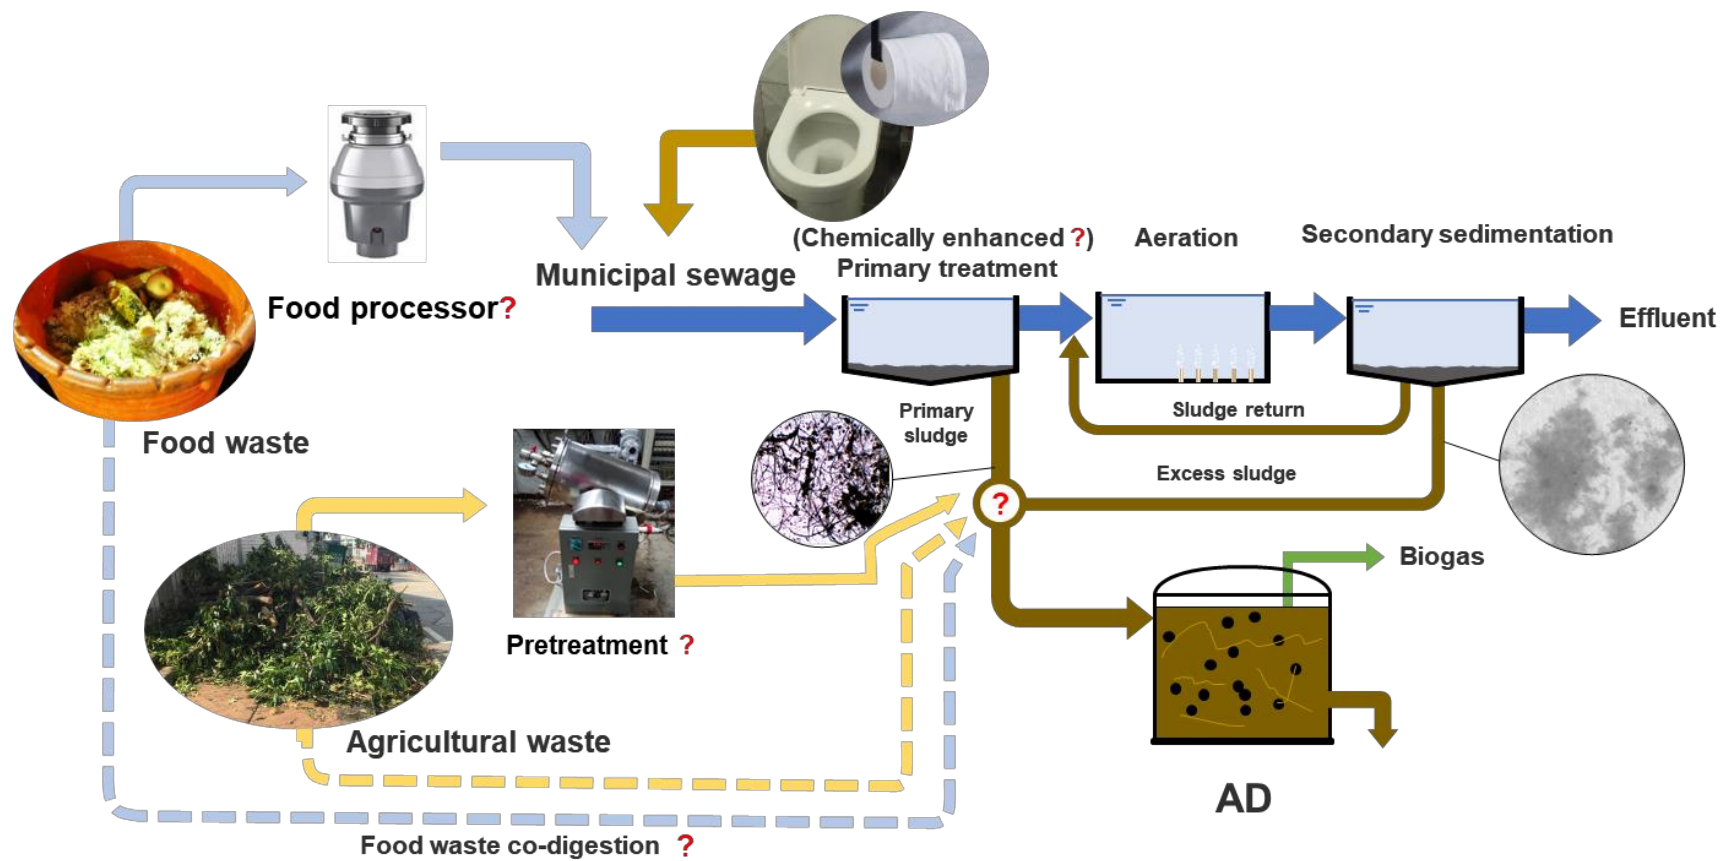 (Chemically enhanced ?)
Primary treatment
Aeration
Secondary sedimentation
Municipal sewage
Food processor?
Effluent
Primary
sludge
Sludge return
Food waste
Excess sludge
?
Biogas
Pretreatment ?
Agricultural waste
AD
Food waste co-digestion ?